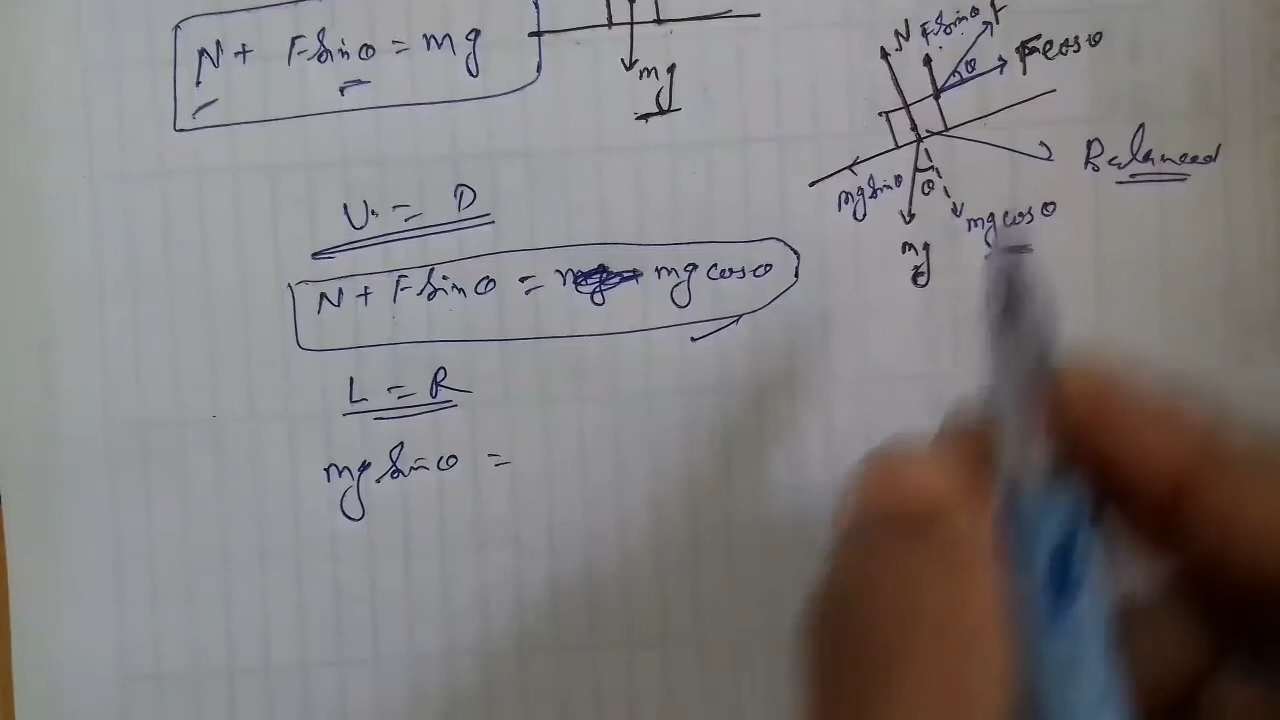 N + F sin θ = mg
mg
N
F sin θ
F
θ
F cos θ
Balanced
mg sin θ
θ
mg cos θ
mg
U = D
N + F sin θ = mg cos θ
L = R
mg sin θ =